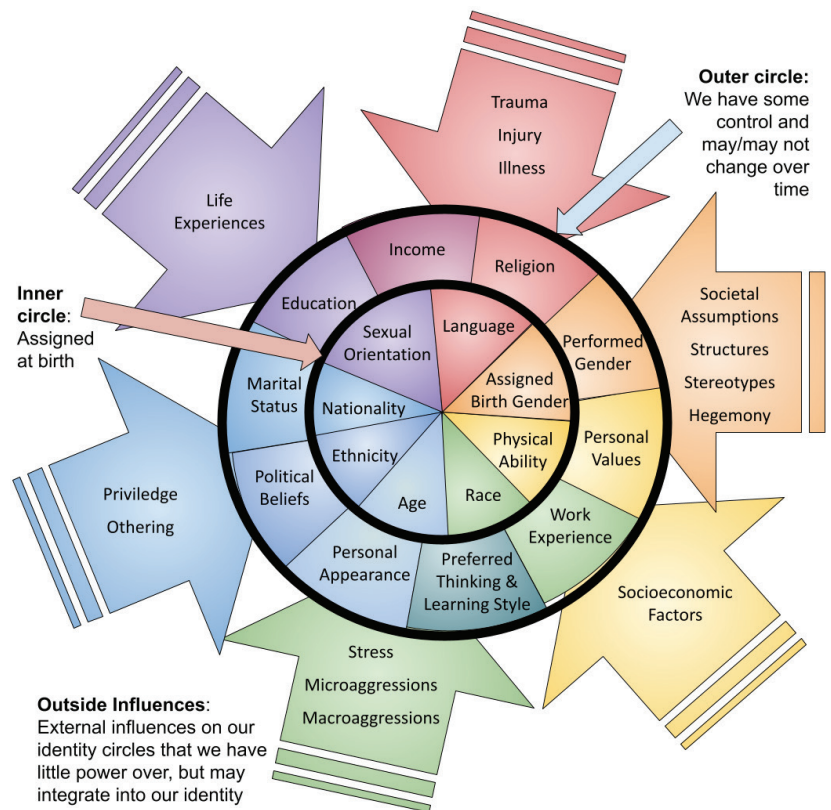 Trauma
Injury
Illness
Outer circle:
We have some
control and
may/may not
change over
time
Life
Experiences
Inner
circle:
Assigned
at birth
Income
Religion
Education
Performed
Gender
Marital
Status
Personal
Values
Political
Beliefs
Work
Experience
Personal
Appearance
Preferred
Thinking &
Learning Style
Sexual
Orientation
Language
Assigned
Birth Gender
Nationality
Physical
Ability
Ethnicity
Age
Race
Societal
Assumptions
Structures
Stereotypes
Hegemony
Priviledge
Othering
Socioeconomic
Factors
Stress
Microaggressions
Macroaggressions
Outside Influences:
External influences on our
identity circles that we have
little power over, but may
integrate into our identity